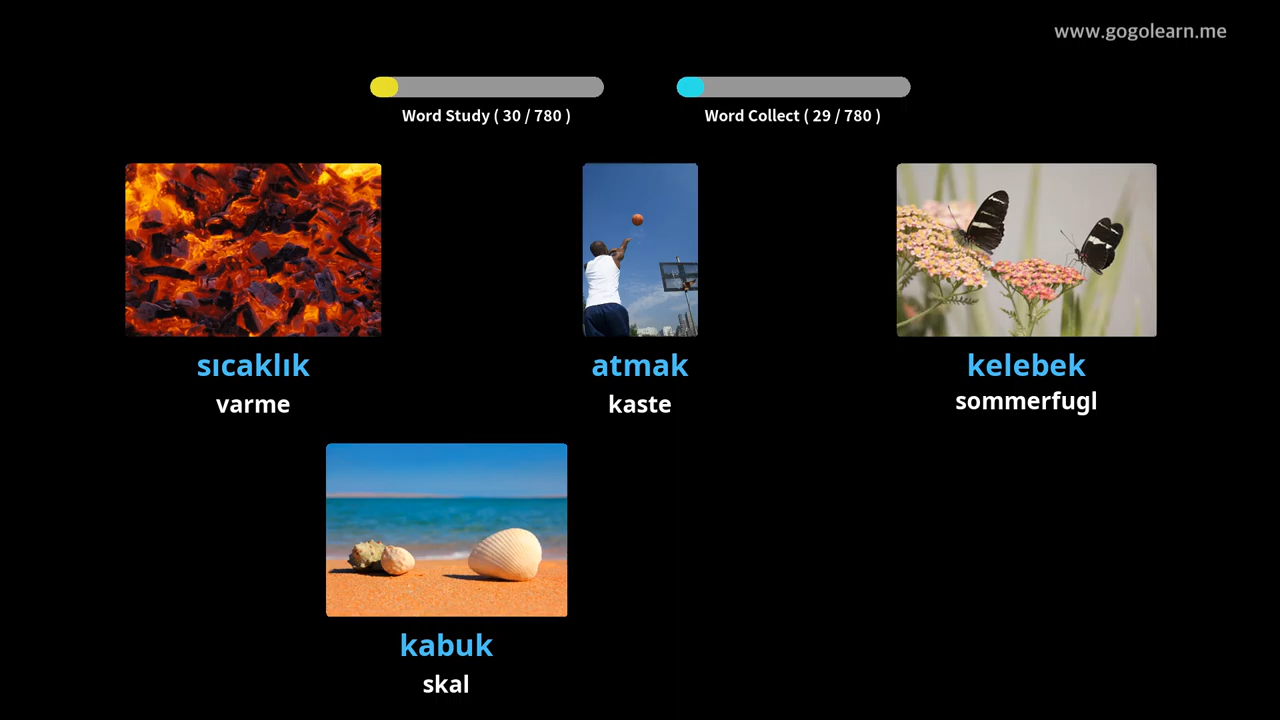 www.gogolearn.me
Word Study ( 30 / 780 )
Word Collect ( 29 / 780 )
sıcaklık
varme
atmak
kaste
kelebek
sommerfugl
kabuk
skal